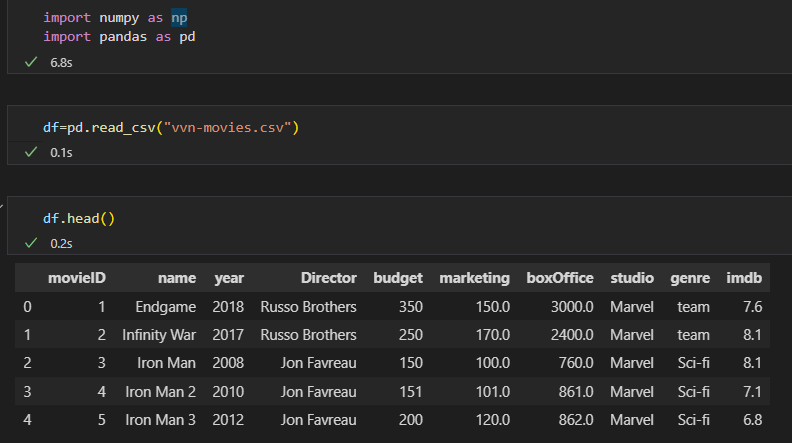 import numpy as np
import pandas as pd
6.8s
df=pd.read_csv("vvn-movies.csv")
0.1s
df.head()
0.2s
movieID name year Director budget marketing boxOffice studio genre imdb
0 1 Endgame 2018 Russo Brothers 350 150.0 3000.0 Marvel team 7.6
1 2 Infinity War 2017 Russo Brothers 250 170.0 2400.0 Marvel team 8.1
2 3 Iron Man 2008 Jon Favreau 150 100.0 760.0 Marvel Sci-fi 8.1
3 4 Iron Man 2 2010 Jon Favreau 151 101.0 861.0 Marvel Sci-fi 7.1
4 5 Iron Man 3 2012 Jon Favreau 200 120.0 862.0 Marvel Sci-fi 6.8